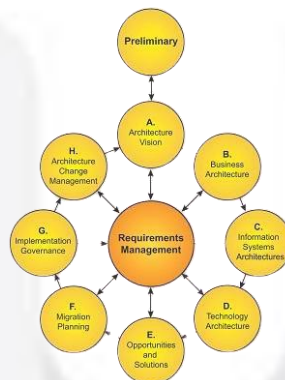 Preliminary
A.
Architecture
Vision
B.
Business
Architecture
C.
Information
Systems
Architectures
D.
Technology
Architecture
E.
Opportunities
and
Solutions
F.
Migration
Planning
G.
Implementation
Governance
H.
Architecture
Change
Management
Requirements
Management